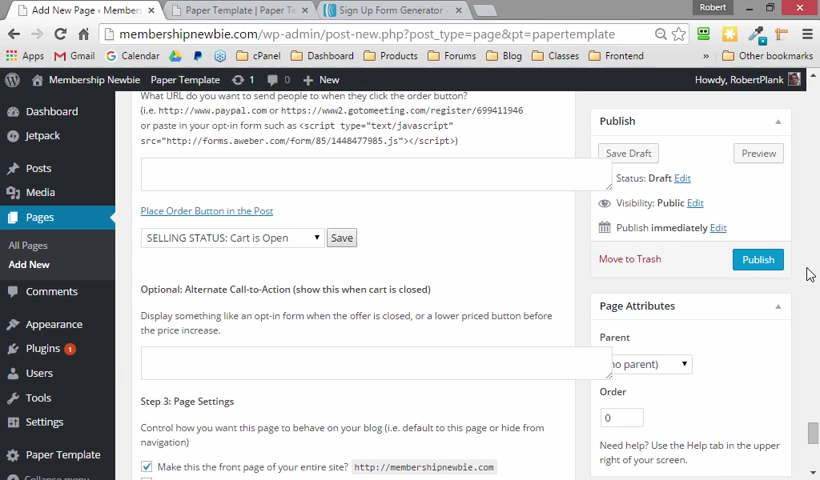 Robert
Add New Page ‹ Members
Paper Template | Paper T
Sign Up Form Generator -
membershipnewbie.com/wp-admin/post-new.php?post_type=page&pt=papertemplate
Apps Gmail Calendar cPanel Dashboard Products Forums Blog Classes Frontend » Other bookmarks
Membership Newbie Paper Template 1 0 New Howdy, RobertPlank
Dashboard
Jetpack
Posts
Media
Pages
All Pages
Add New
Comments
Appearance
Plugins 1
Users
Tools
Settings
Paper Template
Collapse menu
What URL do you want to send people to when they click the order button?
(i.e. http://www.paypal.com or https://www2.gotomeeting.com/register/699411946
or paste in your opt-in form such as <script type="text/javascript"
src="http://forms.aweber.com/form/85/1448477985.js"></script>)
Place Order Button in the Post
SELLING STATUS: Cart is Open Save
Optional: Alternate Call-to-Action (show this when cart is closed)
Display something like an opt-in form when the offer is closed, or a lower priced button before
the price increase.
Step 3: Page Settings
Control how you want this page to behave on your blog (i.e. default to this page or hide from
navigation)
Make this the front page of your entire site? http://membershipnewbie.com
Publish
Save Draft Preview
Status: Draft Edit
Visibility: Public Edit
Publish immediately Edit
Move to Trash Publish
Page Attributes
Parent
no parent)
Order
0
Need help? Use the Help tab in the upper
right of your screen.